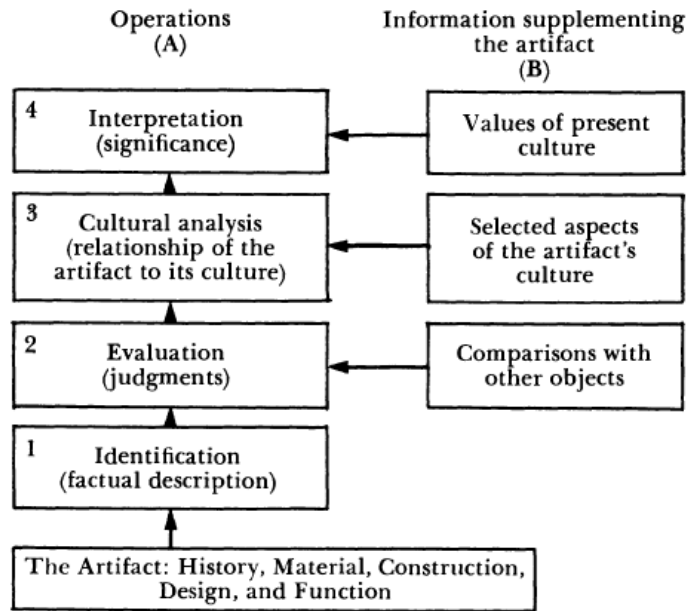 Operations
(A)
Information supplementing
the artifact
(B)
4
Interpretation
(significance)
Values of present
culture
3
Cultural analysis
(relationship of the
artifact to its culture)
Selected aspects
of the artifact's
culture
2
Evaluation
(judgments)
Comparisons with
other objects
1
Identification
(factual description)
The Artifact: History, Material, Construction,
Design, and Function